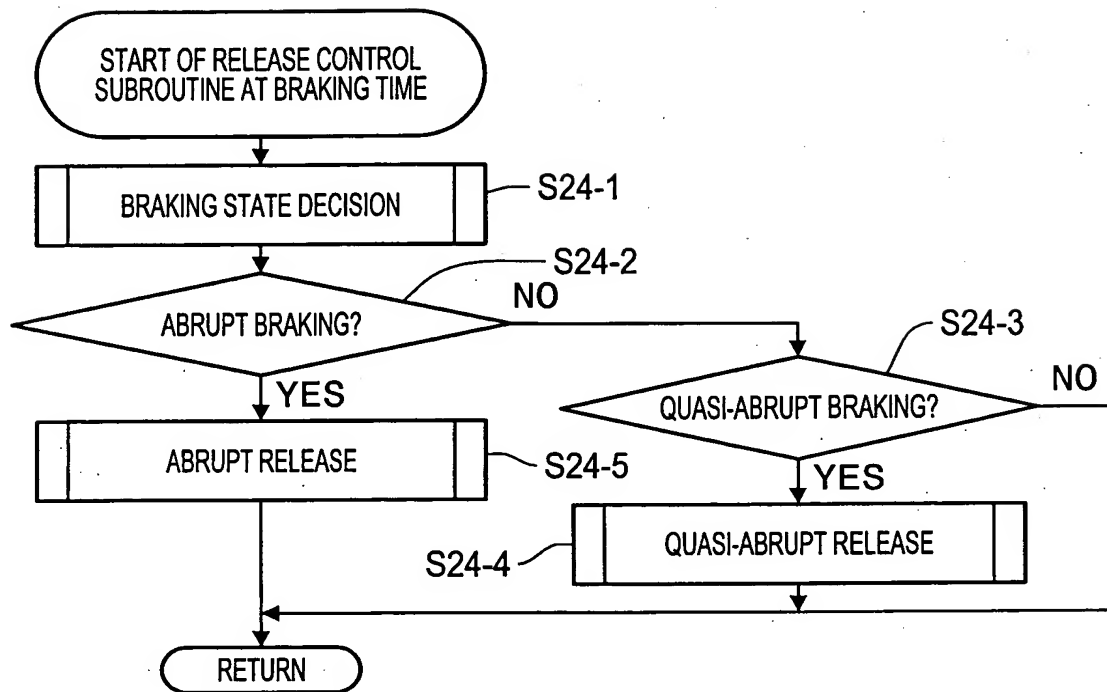 START OF RELEASE CONTROL
SUBROUTINE AT BRAKING TIME
BRAKING STATE DECISION
S24-1
S24-2
ABRUPT BRAKING?
NO
YES
S24-3
QUASI-ABRUPT BRAKING?
NO
YES
ABRUPT RELEASE
S24-5
QUASI-ABRUPT RELEASE
S24-4
RETURN